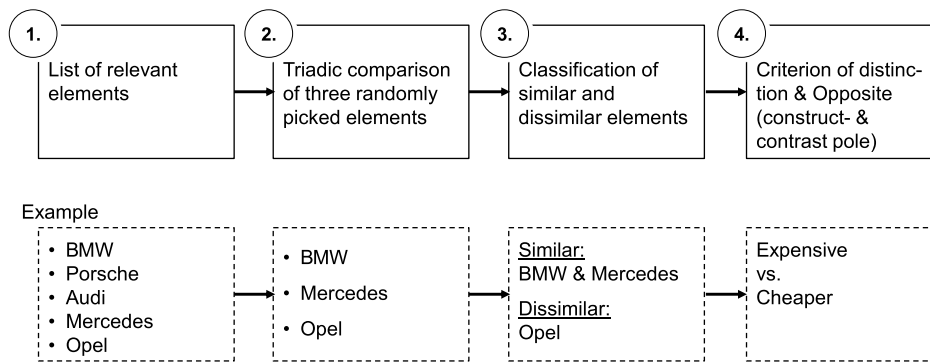 1.
List of relevant
elements
2.
Triadic comparison
of three randomly
picked elements
3.
Classification of
similar and
dissimilar elements
4.
Criterion of distinc-
tion & Opposite
(construct- &
contrast pole)
Example
• BMW
• Porsche
• Audi
• Mercedes
• Opel
• BMW
• Mercedes
• Opel
Similar:
BMW & Mercedes
Dissimilar:
Opel
Expensive
vs.
Cheaper